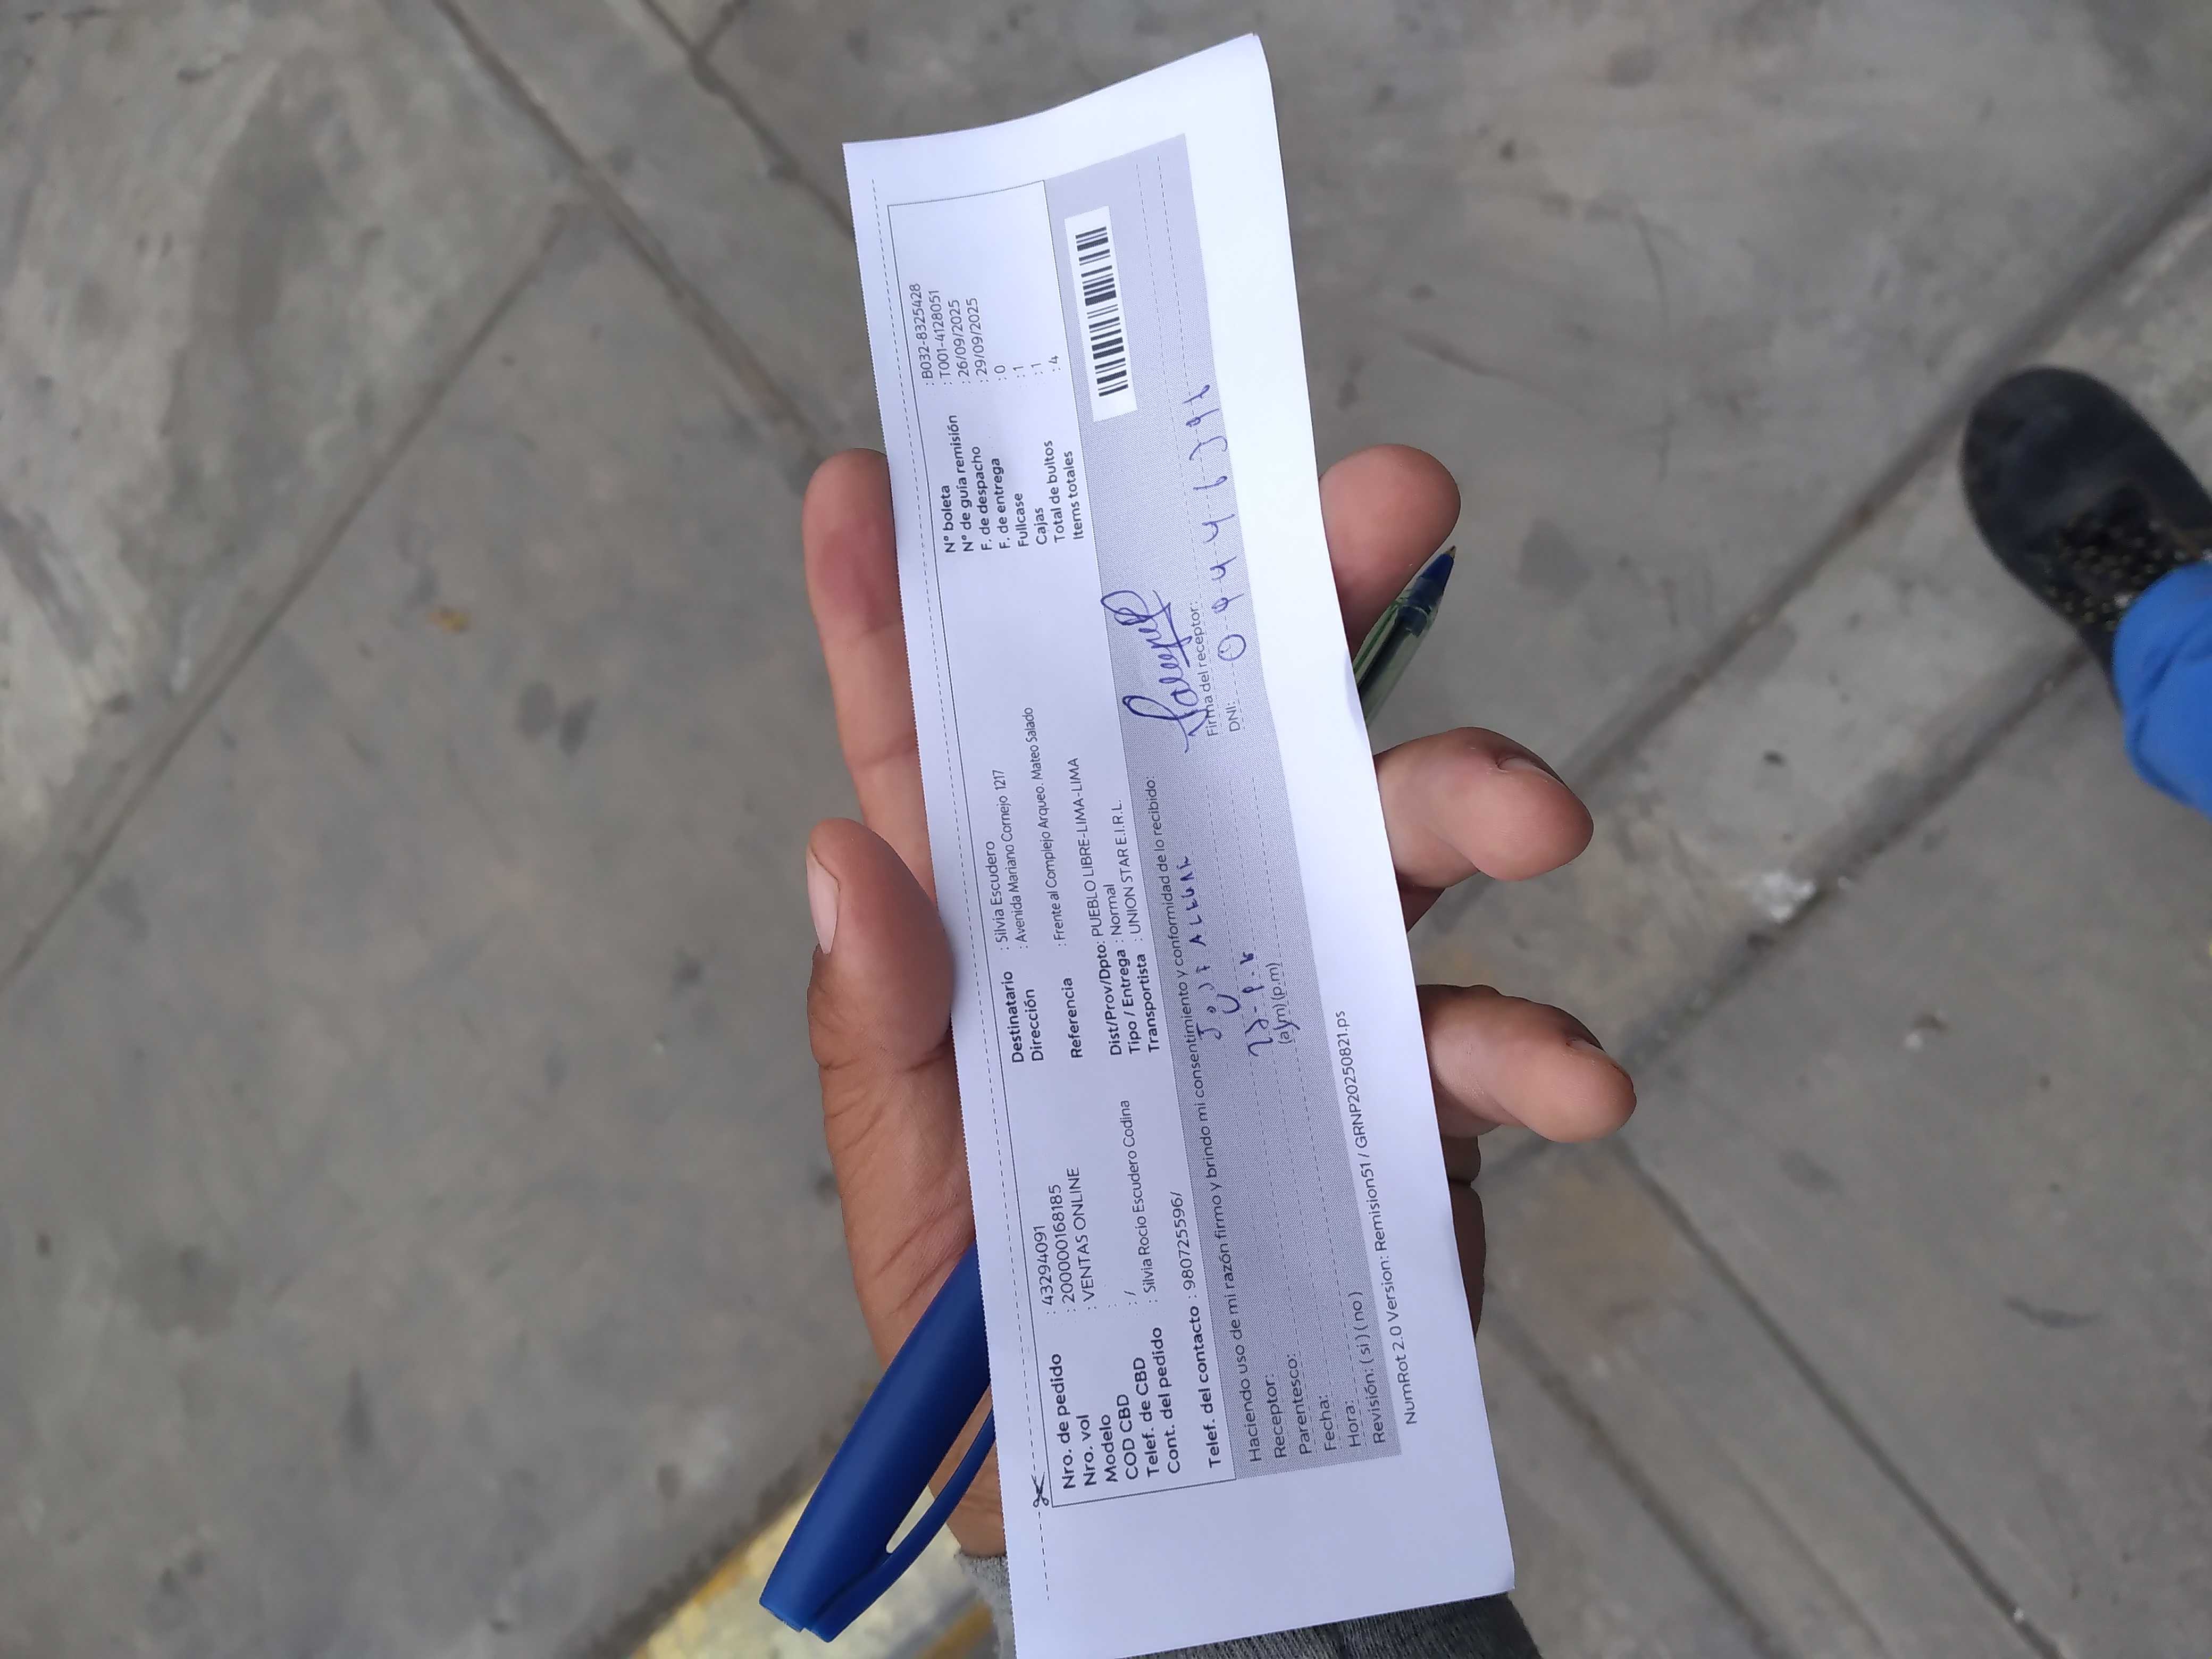 Nro. de pedido : 43294091
Nro. vol : 200000168185
Modelo : VENTAS ONLINE
COD CBD :
Telef. de CBD : /
Cont. del pedido : Silvia Rocio Escudero Codina
Telef. del contacto : 980725596/
Destinatario : Silvia Escudero
Dirección : Avenida Mariano Cornejo 1217
Referencia : Frente al Complejo Arqueo. Mateo Salado
Dist/Prov/Dpto: PUEBLO LIBRE-LIMA-LIMA
Tipo / Entrega : Normal
Transportista : UNION STAR E.I.R.L.
N° boleta : B032-8325428
N° de guía remisión : T001-4128051
F. de despacho : 26/09/2025
F. de entrega : 29/09/2025
Fullcase : 0
Cajas : 1
Total de bultos : 1
Items totales : 4
Haciendo uso de mi razón firmo y brindo mi consentimiento y conformidad de lo recibido:
Receptor:
Parentesco:
Fecha:
Hora: (a.m) (p.m)
Revisión: ( si ) ( no )
Firma del receptor:
DNI:
NumRot 2.0 Version: Remision51 / GRNP20250821.ps